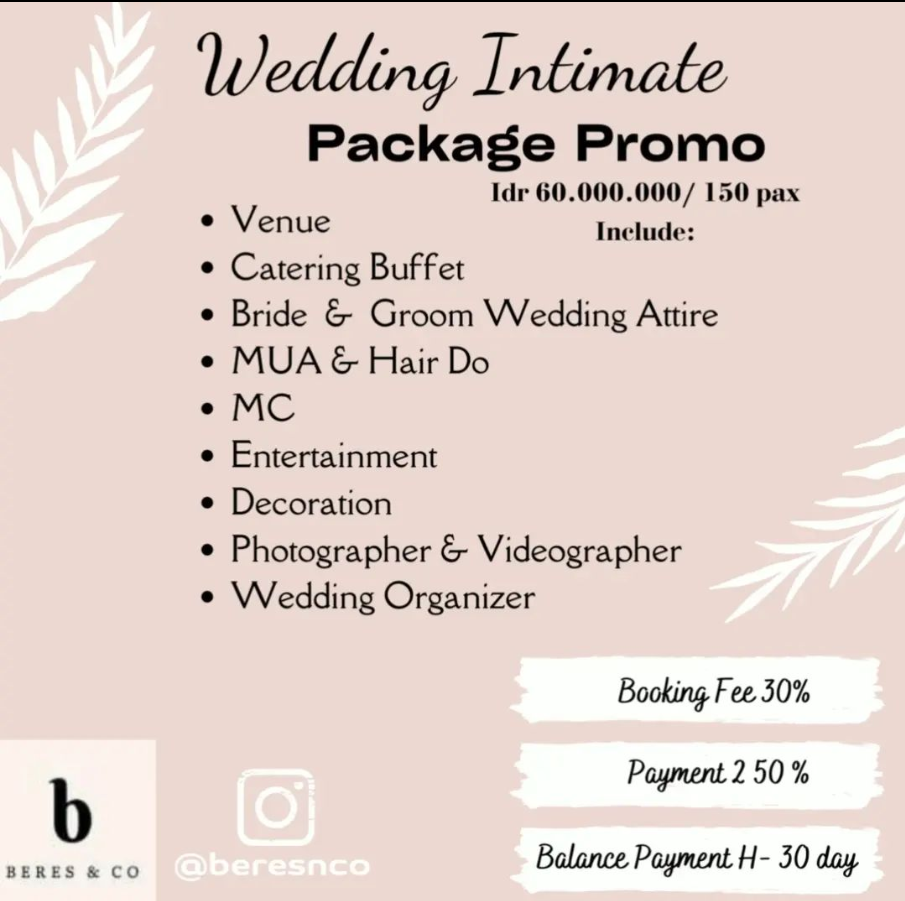 Wedding Intimate
Package Promo
Idr 60.000.000/ 150 pax
Include:
• Venue
• Catering Buffet
• Bride & Groom Wedding Attire
• MUA & Hair Do
• MC
• Entertainment
• Decoration
• Photographer & Videographer
• Wedding Organizer
Booking Fee 30%
Payment 2 50 %
Balance Payment H- 30 day
b
BERES & CO
@beresnco